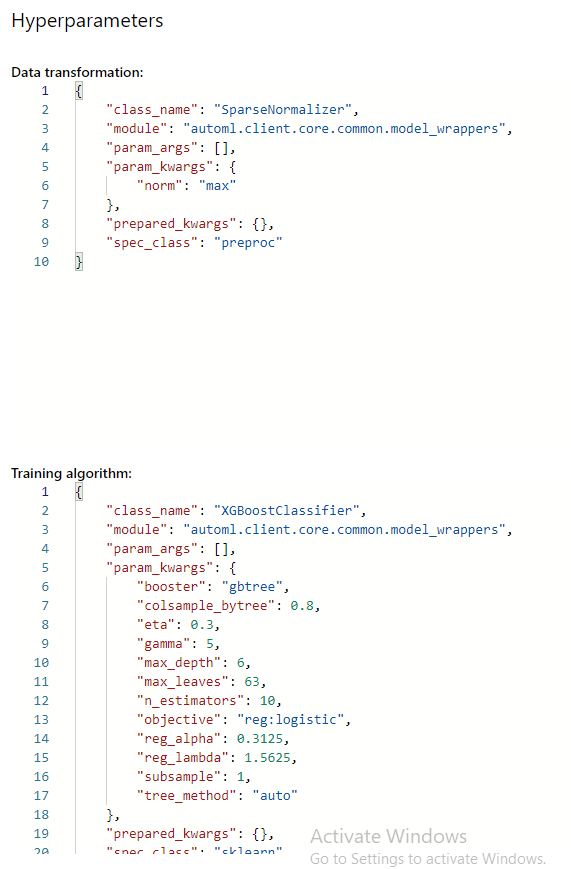 Hyperparameters
Data transformation:
1 {
2 "class_name": "SparseNormalizer",
3 "module": "automl.client.core.common.model_wrappers",
4 "param_args": [],
5 "param_kwargs": {
6 "norm": "max"
7 },
8 "prepared_kwargs": {},
9 "spec_class": "preproc"
10 }
Training algorithm:
1 {
2 "class_name": "XGBoostClassifier",
3 "module": "automl.client.core.common.model_wrappers",
4 "param_args": [],
5 "param_kwargs": {
6 "booster": "gbtree",
7 "colsample_bytree": 0.8,
8 "eta": 0.3,
9 "gamma": 5,
10 "max_depth": 6,
11 "max_leaves": 63,
12 "n_estimators": 10,
13 "objective": "reg:logistic",
14 "reg_alpha": 0.3125,
15 "reg_lambda": 1.5625,
16 "subsample": 1,
17 "tree_method": "auto"
18 },
19 "prepared_kwargs": {},
20 "spec_class": "sklearn"
Activate Windows
Go to Settings to activate Windows.